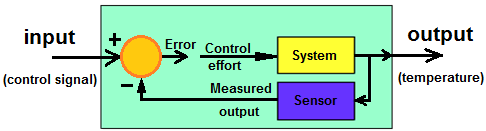 input
(control signal)
+
−
Error
Control
effort
System
Measured
output
Sensor
output
(temperature)